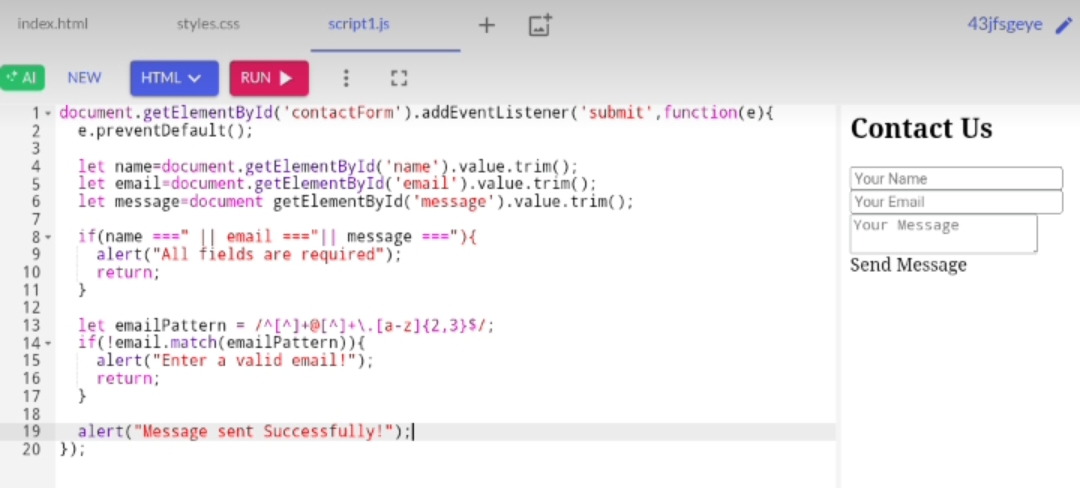 index.html styles.css script1.js + 43jfsgeye
AI NEW HTML RUN
1 document.getElementById('contactForm').addEventListener('submit',function(e){
2 e.preventDefault();
3
4 let name=document.getElementById('name').value.trim();
5 let email=document.getElementById('email').value.trim();
6 let message=document getElementById('message').value.trim();
7
8 if(name ===" || email ==="|| message ==="){
9 alert("All fields are required");
10 return;
11 }
12
13 let emailPattern = /^[^]+@[^]+\.[a-z]{2,3}$/;
14 if(!email.match(emailPattern)){
15 alert("Enter a valid email!");
16 return;
17 }
18
19 alert("Message sent Successfully!");
20 });
Contact Us
Your Name
Your Email
Your Message
Send Message